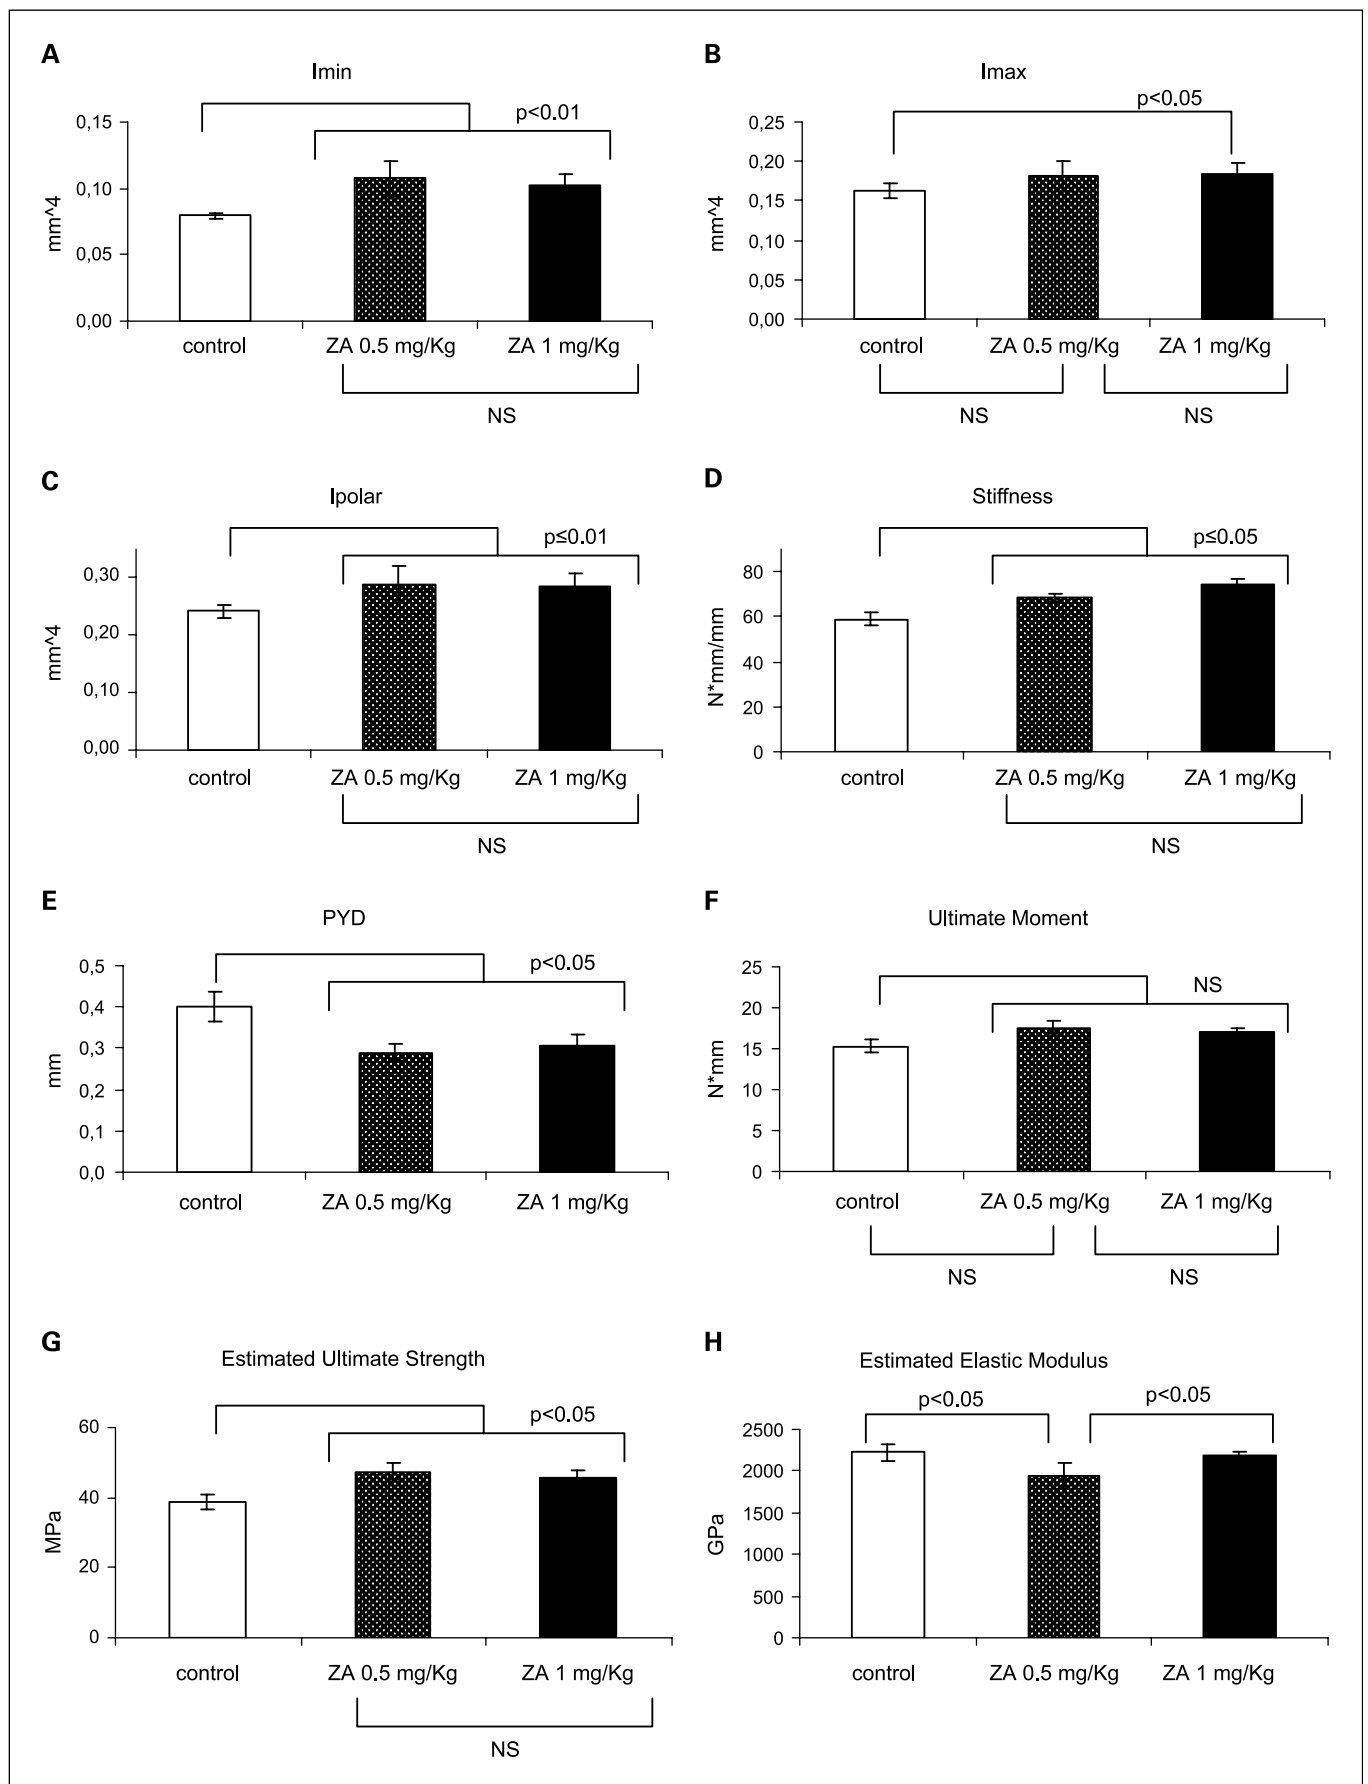 A
Imin
p<0.01
0,15
0,10
0,05
0,00
mm^4
control
ZA 0.5 mg/Kg
ZA 1 mg/Kg
NS
B
Imax
p<0.05
0,25
0,20
0,15
0,10
0,05
0,00
mm^4
control
ZA 0.5 mg/Kg
ZA 1 mg/Kg
NS
NS
C
Ipolar
p≤0.01
0,30
0,20
0,10
0,00
mm^4
control
ZA 0.5 mg/Kg
ZA 1 mg/Kg
NS
D
Stiffness
p≤0.05
80
60
40
20
0
N*mm/mm
control
ZA 0.5 mg/Kg
ZA 1 mg/Kg
NS
E
PYD
p<0.05
0,5
0,4
0,3
0,2
0,1
0,0
mm
control
ZA 0.5 mg/Kg
ZA 1 mg/Kg
F
Ultimate Moment
NS
25
20
15
10
5
0
N*mm
control
ZA 0.5 mg/Kg
ZA 1 mg/Kg
NS
NS
G
Estimated Ultimate Strength
p<0.05
60
40
20
0
MPa
control
ZA 0.5 mg/Kg
ZA 1 mg/Kg
NS
H
Estimated Elastic Modulus
p<0.05
p<0.05
2500
2000
1500
1000
500
0
GPa
control
ZA 0.5 mg/Kg
ZA 1 mg/Kg